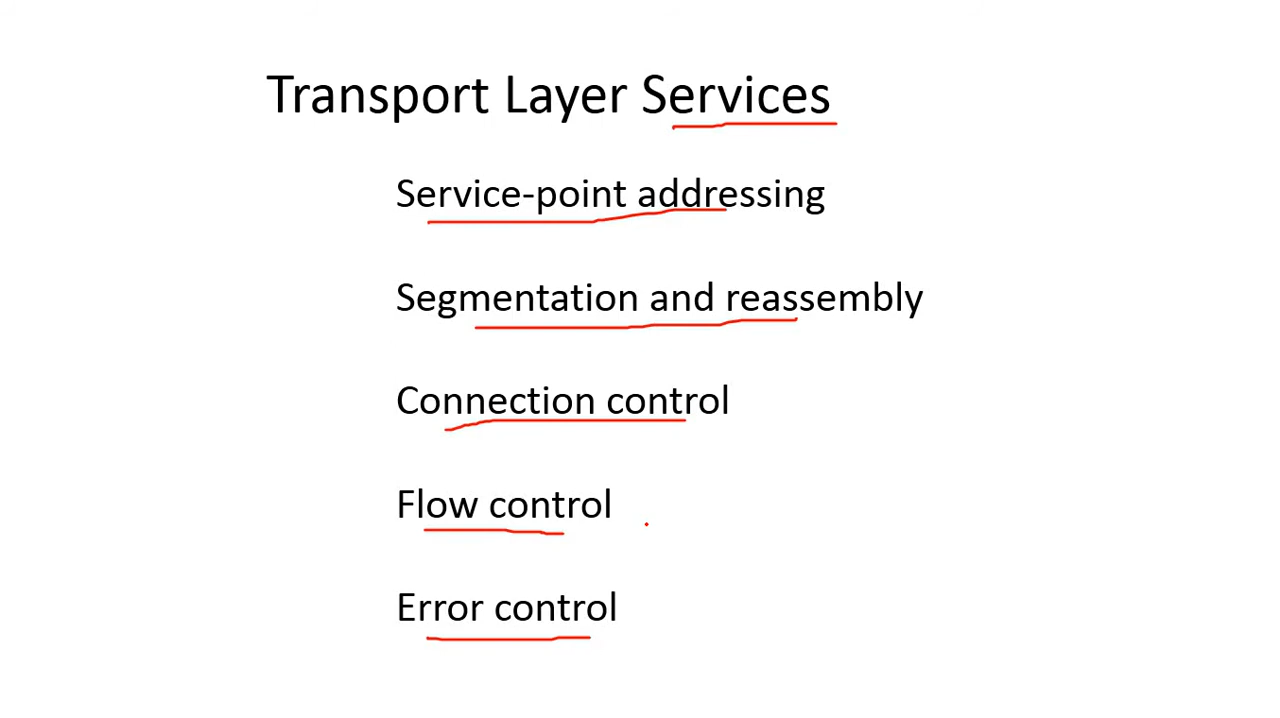 Transport Layer Services
Service-point addressing
Segmentation and reassembly
Connection control
Flow control
Error control